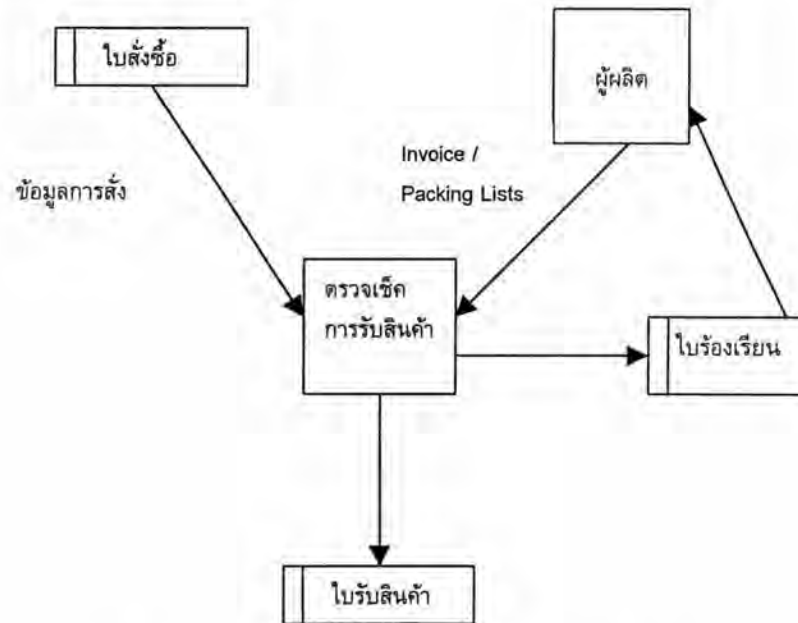 ใบสั่งซื้อ
ผู้ผลิต
Invoice /
Packing Lists
ข้อมูลการสั่ง
ตรวจเช็ค
การรับสินค้า
ใบร้องเรียน
ใบรับสินค้า